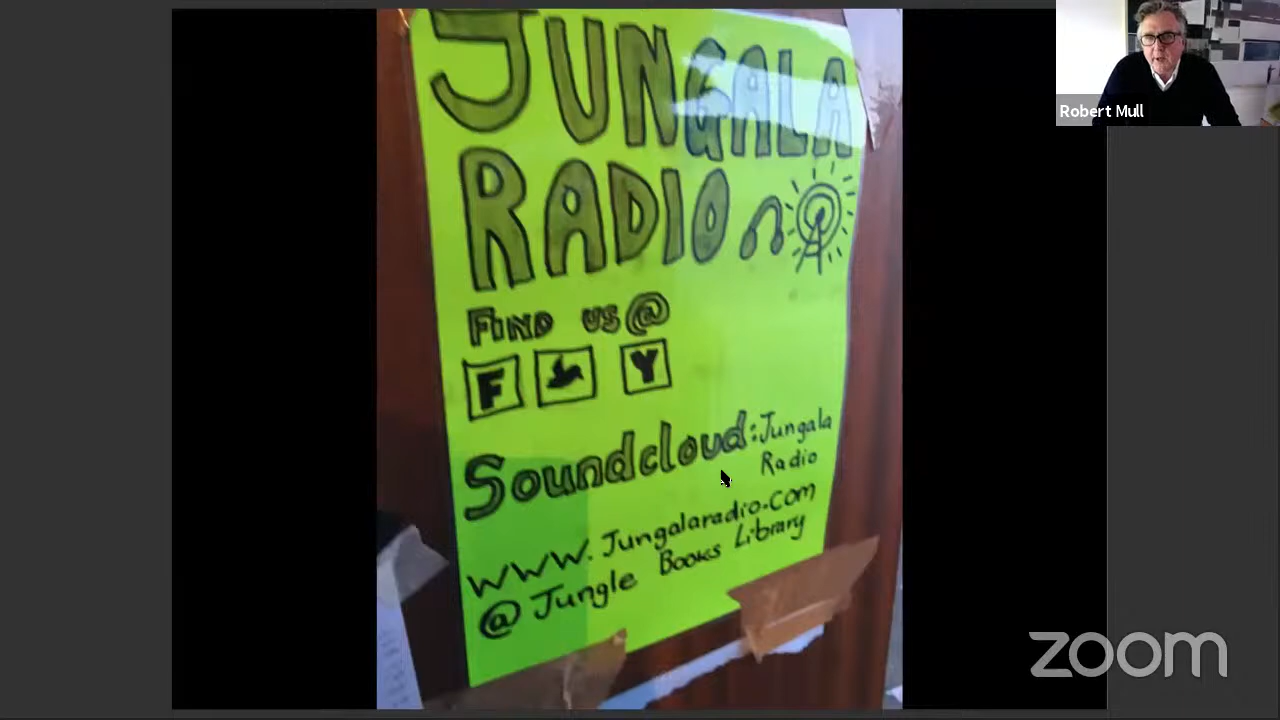 JUNGALA
RADIO
FIND US @
F Y
Soundcloud: Jungala
Radio
www.Jungalaradio.com
@ Jungle Books Library
Robert Mull
zoom